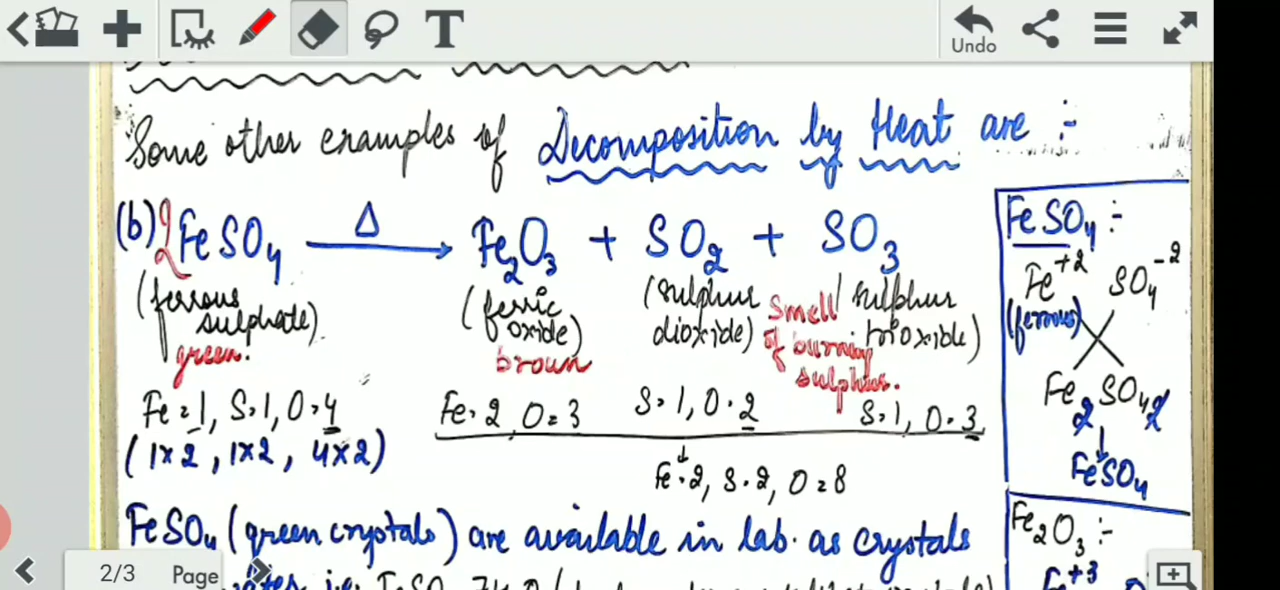 Undo
Some other examples of Decomposition by Heat are :-
(b) 2FeSO4 Δ→ Fe2O3 + SO2 + SO3
(ferrous sulphate) green.
(ferric oxide) brown
(sulphur dioxide)
Smell of burning sulphur.
FeSO4 :-
Fe+2 SO4-2
(ferrous)
Fe2 SO4 2
↓
FeSO4
Fe=1, S=1, O=4
(1×2, 1×2, 4×2)
Fe=2, O=3
S=1, O=2
S=1, O=3
↓
Fe=2, S=2, O=8
FeSO4 (green crystals) are available in lab. as crystals
Fe2O3 :-
Fe+3
2/3 Page